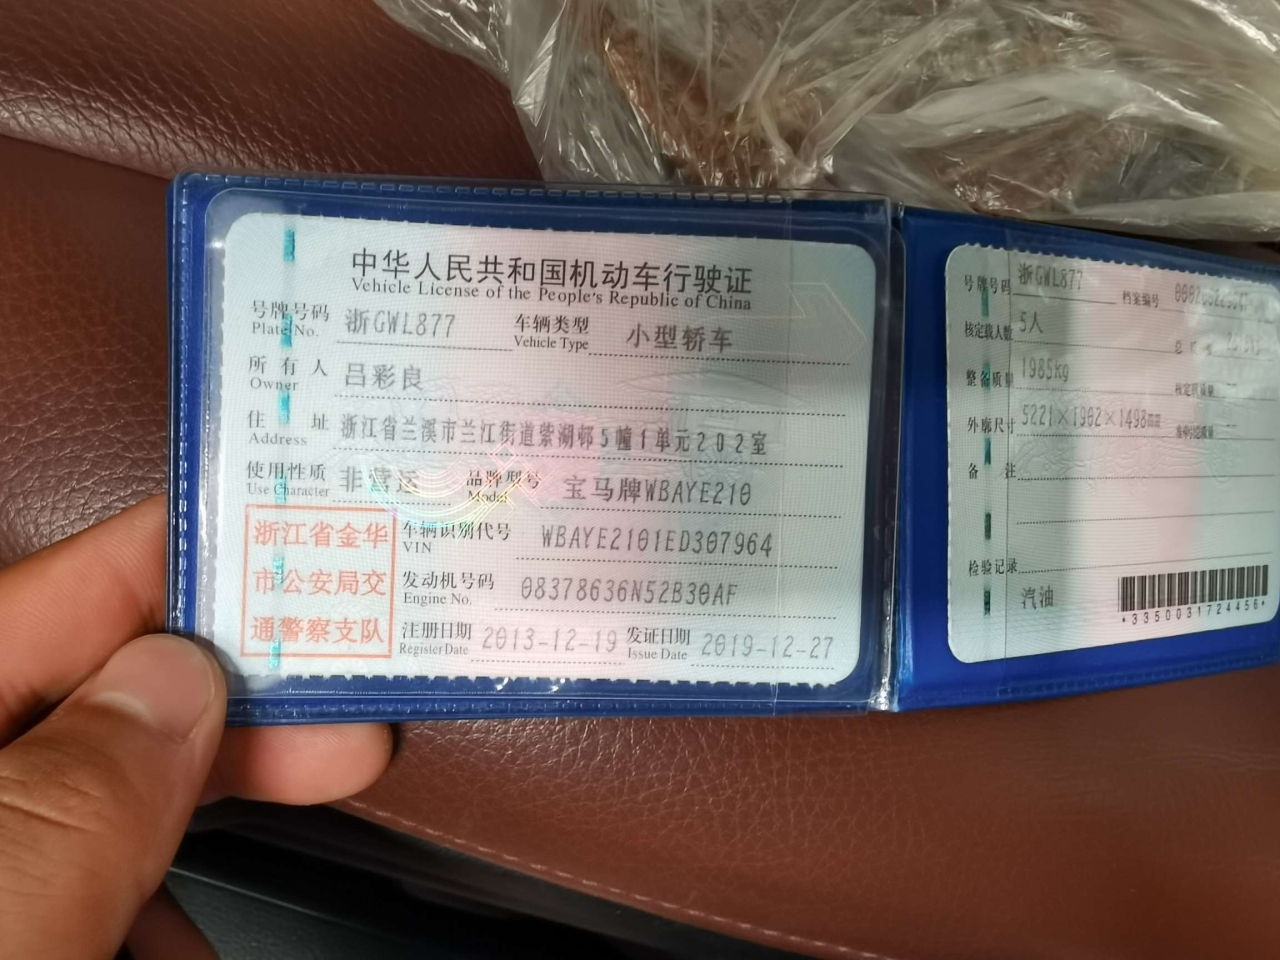 中华人民共和国机动车行驶证
Vehicle License of the People's Republic of China
号牌号码 浙GWL877 车辆类型 小型轿车
Plate No. Vehicle Type
所有人 吕彩良
Owner
住址 浙江省兰溪市兰江街道紫湖邨5幢1单元202室
Address
使用性质 非营运 品牌型号 宝马牌WBAYE210
Use Character Model
浙江省金华
市公安局交
通警察支队
车辆识别代号 WBAYE2101ED307964
VIN
发动机号码 08378636N52B30AF
Engine No.
注册日期 2013-12-19 发证日期 2019-12-27
Register Date Issue Date
号牌号码 浙GWL877 档案编号
核定载人数 5人
整备质量 1985kg
外廓尺寸 5221×1902×1498mm
备注
检验记录
汽油
*3350031724456*